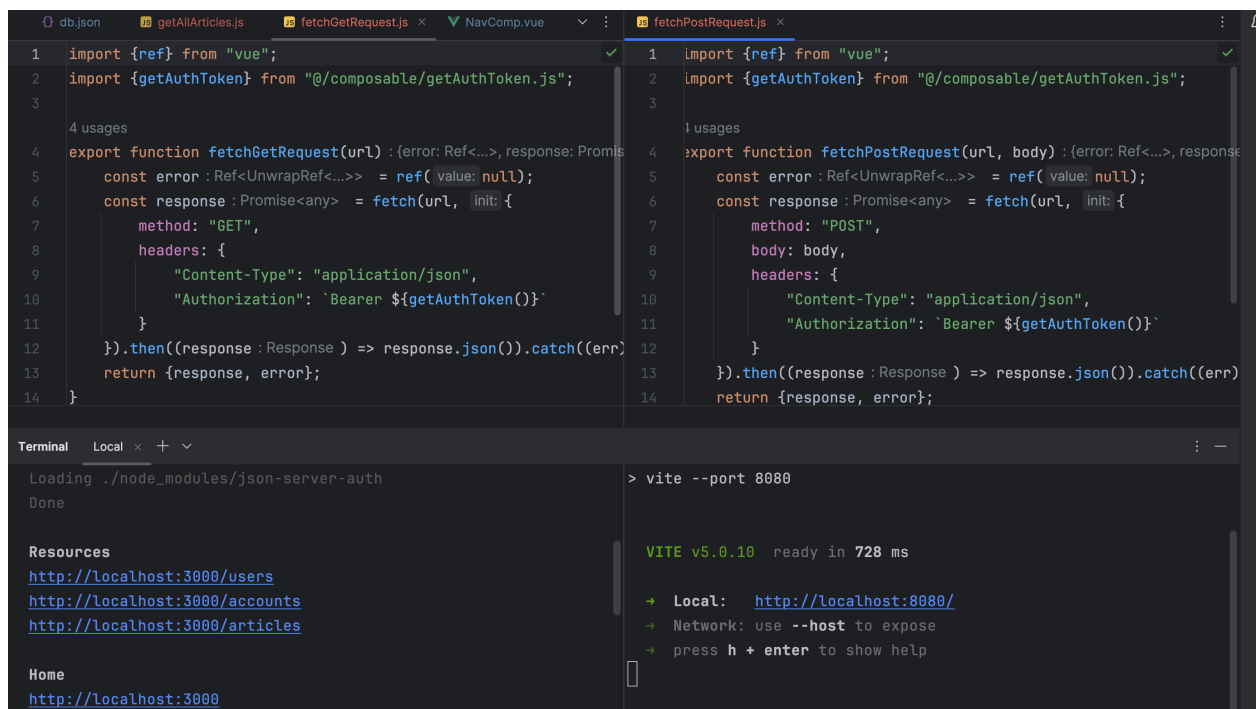 db.json
getAllArticles.js
fetchGetRequest.js
NavComp.vue
1 import {ref} from "vue";
2 import {getAuthToken} from "@/composable/getAuthToken.js";
3
4 usages
4 export function fetchGetRequest(url) : {error: Ref<...>, response: Promis
5 const error : Ref<UnwrapRef<...>> = ref( value: null);
6 const response : Promise<any> = fetch(url, init: {
7 method: "GET",
8 headers: {
9 "Content-Type": "application/json",
10 "Authorization": `Bearer ${getAuthToken()}`
11 }
12 }).then((response : Response ) => response.json()).catch((err)
13 return {response, error};
14 }
fetchPostRequest.js
1 import {ref} from "vue";
2 import {getAuthToken} from "@/composable/getAuthToken.js";
3
4 usages
4 export function fetchPostRequest(url, body) : {error: Ref<...>, response
5 const error : Ref<UnwrapRef<...>> = ref( value: null);
6 const response : Promise<any> = fetch(url, init: {
7 method: "POST",
8 body: body,
9 headers: {
10 "Content-Type": "application/json",
11 "Authorization": `Bearer ${getAuthToken()}`
12 }
13 }).then((response : Response ) => response.json()).catch((err)
14 return {response, error};
Terminal Local
Loading ./node_modules/json-server-auth
Done
Resources
http://localhost:3000/users
http://localhost:3000/accounts
http://localhost:3000/articles
Home
http://localhost:3000
> vite --port 8080
VITE v5.0.10 ready in 728 ms
➜ Local: http://localhost:8080/
➜ Network: use --host to expose
➜ press h + enter to show help